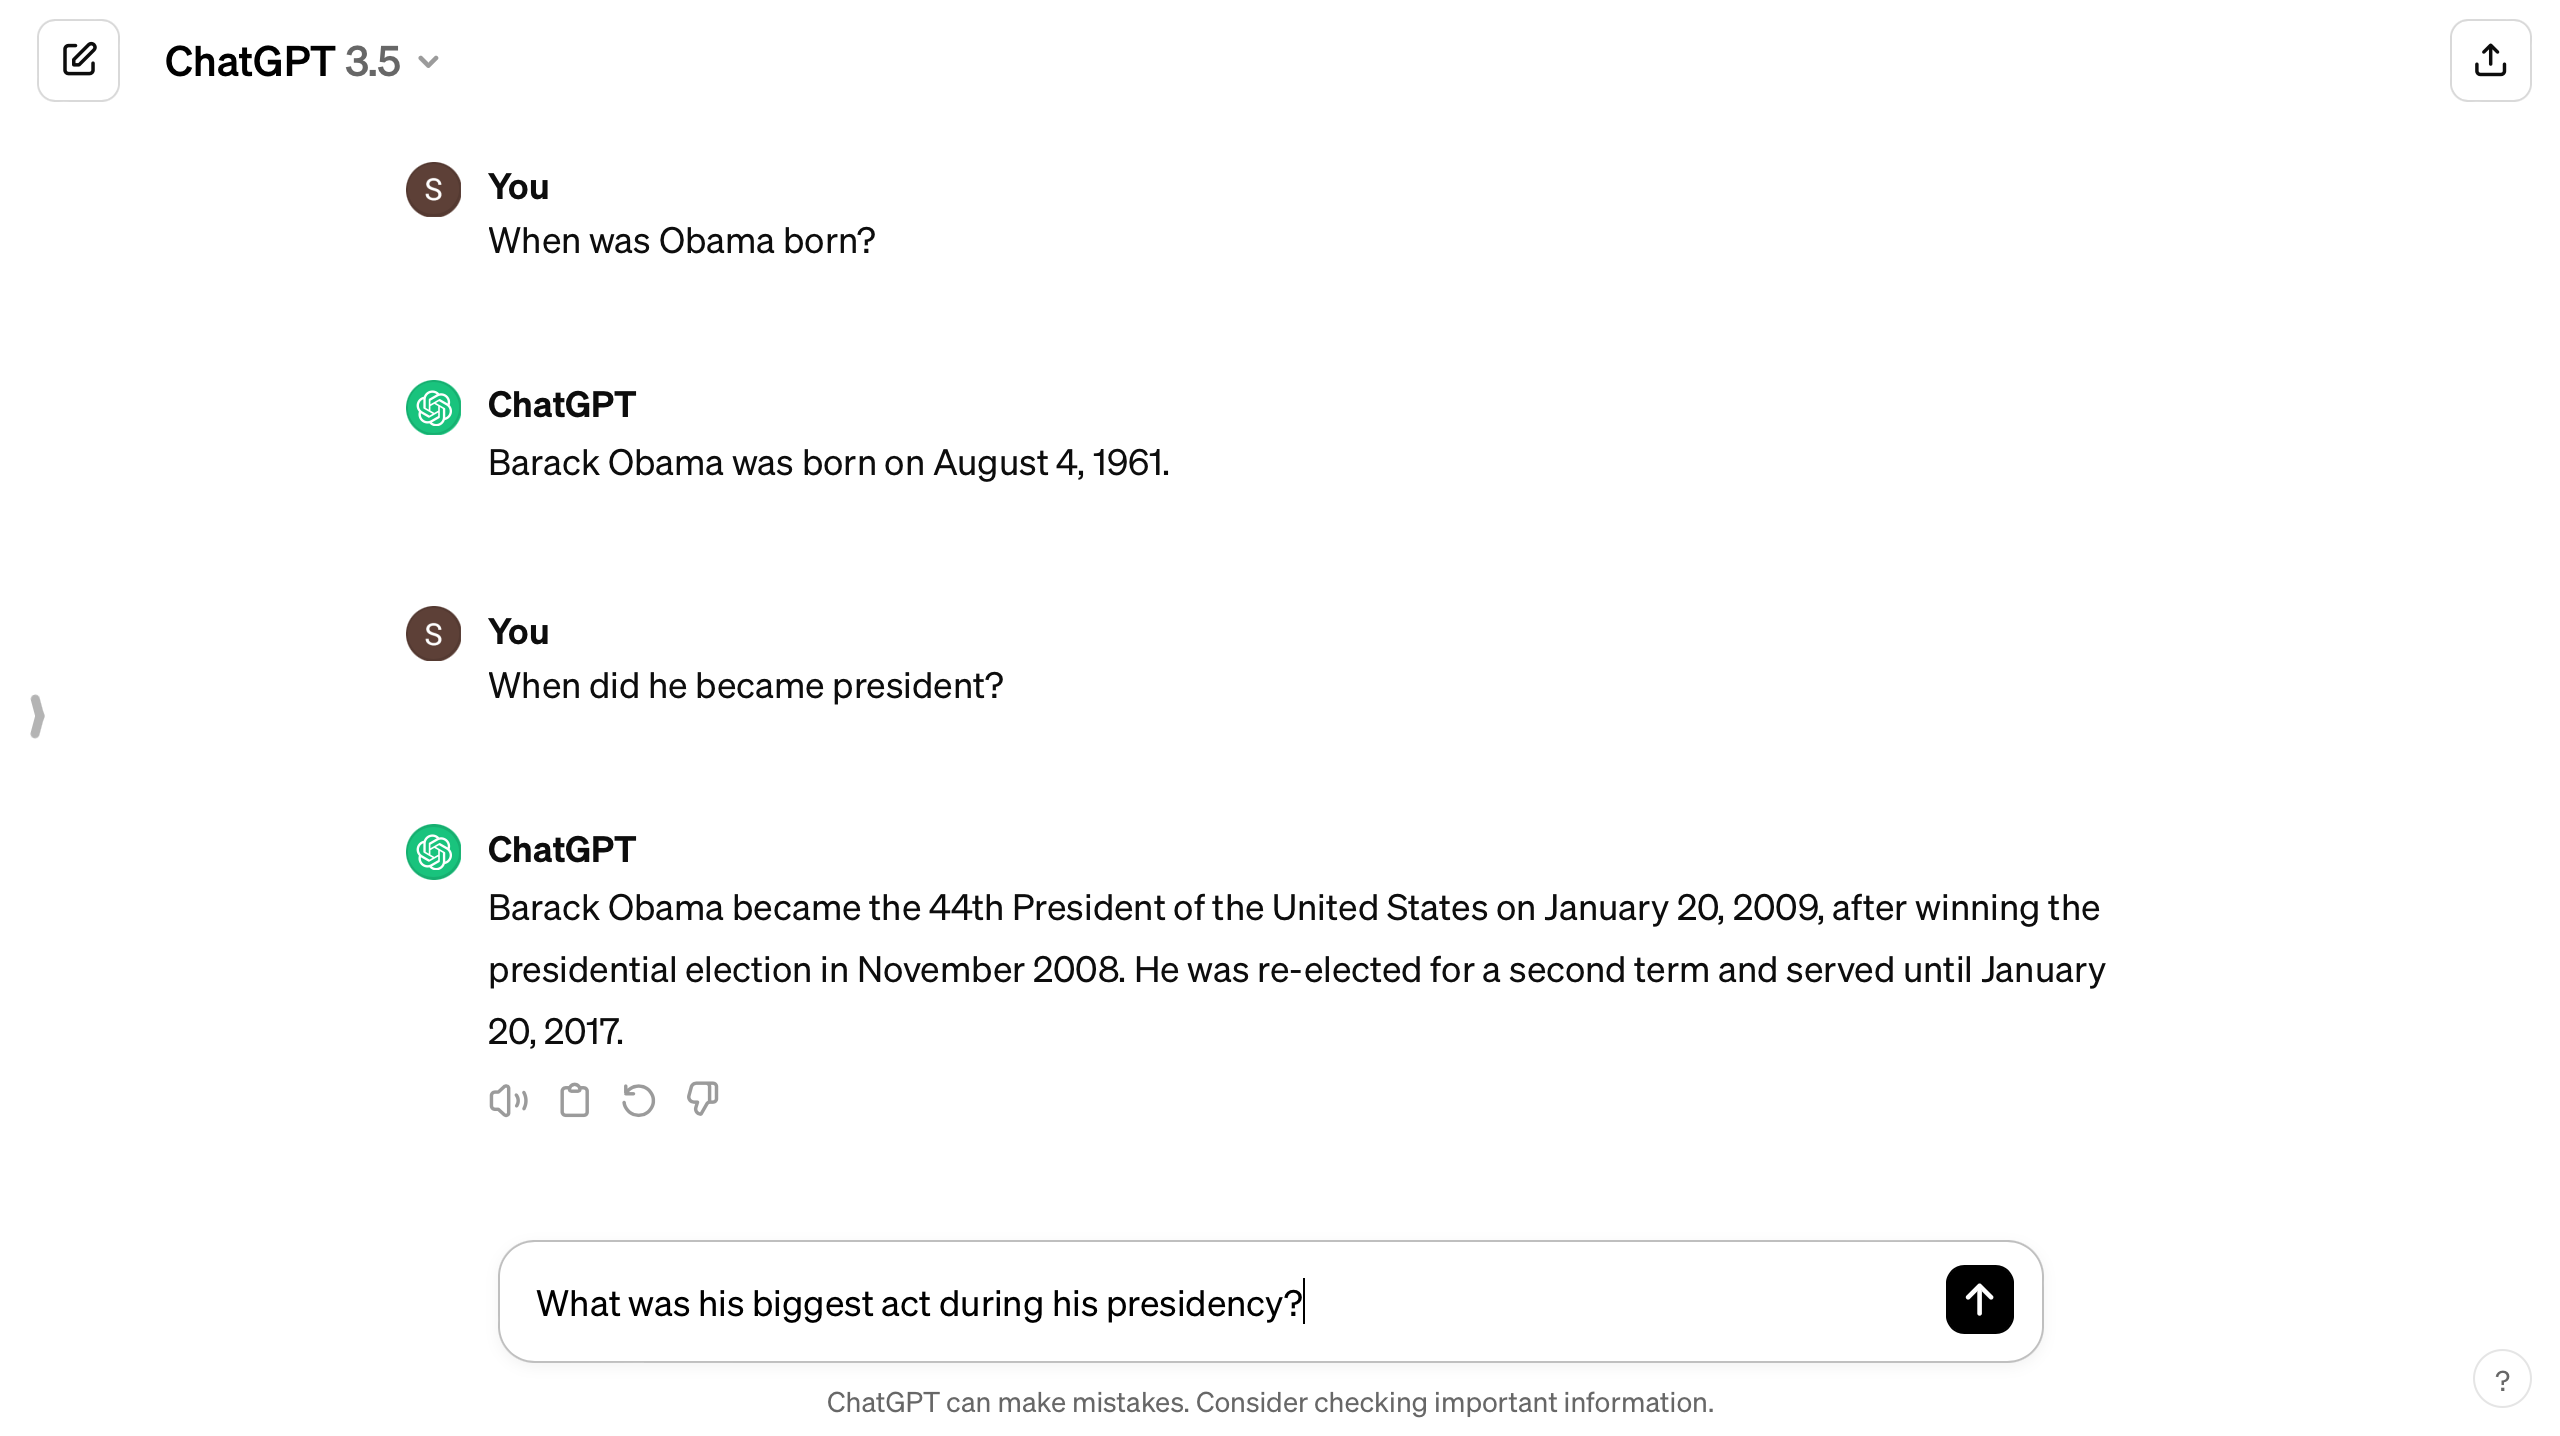 ChatGPT 3.5
S
You
When was Obama born?
ChatGPT
Barack Obama was born on August 4, 1961.
S
You
When did he became president?
ChatGPT
Barack Obama became the 44th President of the United States on January 20, 2009, after winning the
presidential election in November 2008. He was re-elected for a second term and served until January
20, 2017.
What was his biggest act during his presidency?
ChatGPT can make mistakes. Consider checking important information.
?